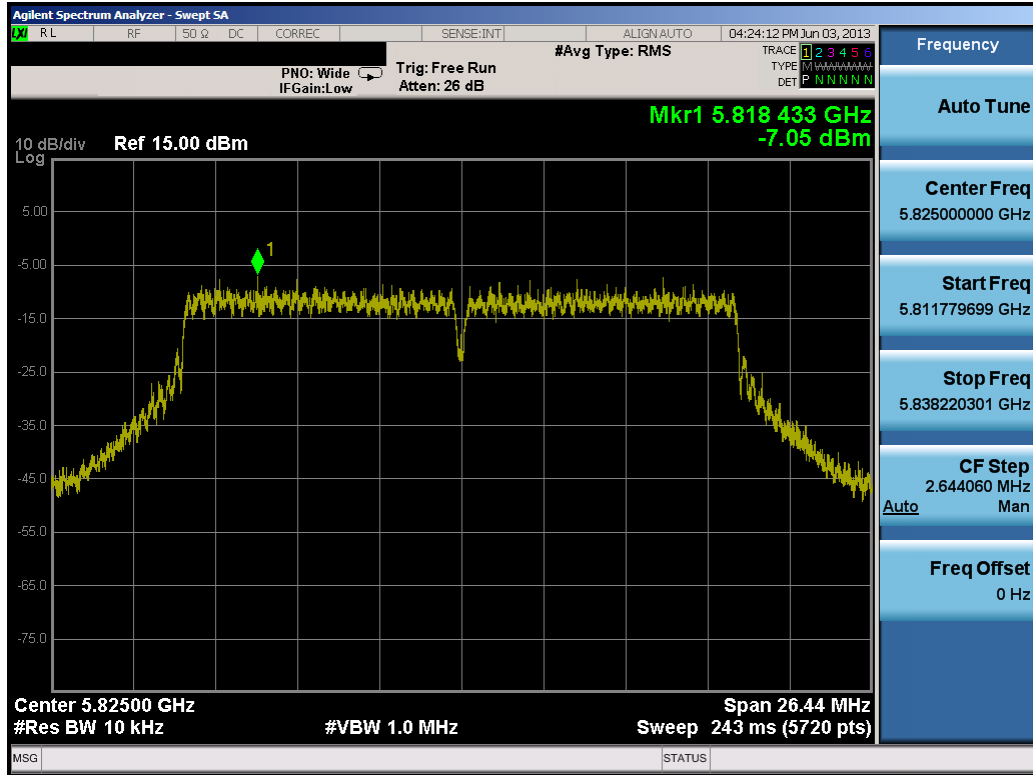 Agilent Spectrum Analyzer - Swept SA
LXI RL RF 50 Ω DC CORREC SENSE:INT ALIGN AUTO 04:24:12 PM Jun 03, 2013
#Avg Type: RMS TRACE 1 2 3 4 5 6
PNO: Wide Trig: Free Run TYPE M WWWWW
IFGain:Low Atten: 26 dB DET P N N N N N
Mkr1 5.818 433 GHz
-7.05 dBm
10 dB/div Ref 15.00 dBm
Log
1
5.00
-5.00
-15.0
-25.0
-35.0
-45.0
-55.0
-65.0
-75.0
Center 5.82500 GHz Span 26.44 MHz
#Res BW 10 kHz #VBW 1.0 MHz Sweep 243 ms (5720 pts)
MSG STATUS
Frequency
Auto Tune
Center Freq
5.825000000 GHz
Start Freq
5.811779699 GHz
Stop Freq
5.838220301 GHz
CF Step
2.644060 MHz
Auto Man
Freq Offset
0 Hz